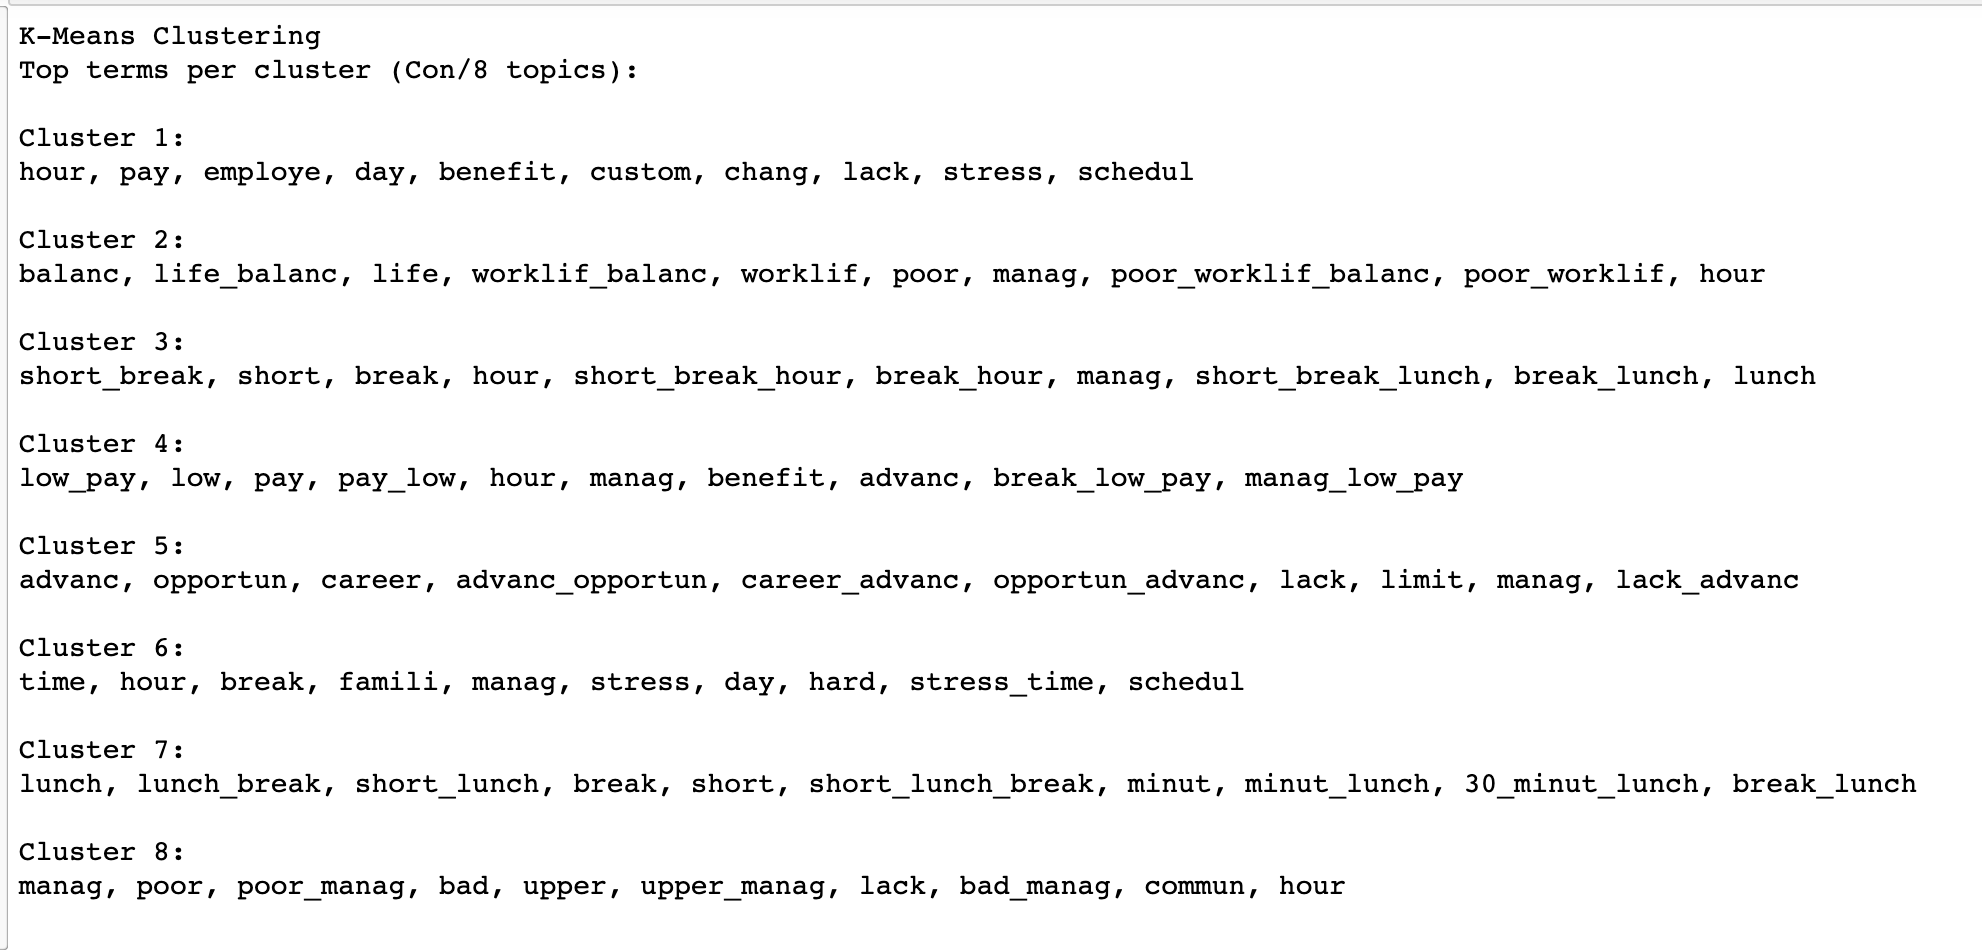 K-Means Clustering
Top terms per cluster (Con/8 topics):
Cluster 1:
hour, pay, employe, day, benefit, custom, chang, lack, stress, schedul
Cluster 2:
balanc, life_balanc, life, worklif_balanc, worklif, poor, manag, poor_worklif_balanc, poor_worklif, hour
Cluster 3:
short_break, short, break, hour, short_break_hour, break_hour, manag, short_break_lunch, break_lunch, lunch
Cluster 4:
low_pay, low, pay, pay_low, hour, manag, benefit, advanc, break_low_pay, manag_low_pay
Cluster 5:
advanc, opportun, career, advanc_opportun, career_advanc, opportun_advanc, lack, limit, manag, lack_advanc
Cluster 6:
time, hour, break, famili, manag, stress, day, hard, stress_time, schedul
Cluster 7:
lunch, lunch_break, short_lunch, break, short, short_lunch_break, minut, minut_lunch, 30_minut_lunch, break_lunch
Cluster 8:
manag, poor, poor_manag, bad, upper, upper_manag, lack, bad_manag, commun, hour